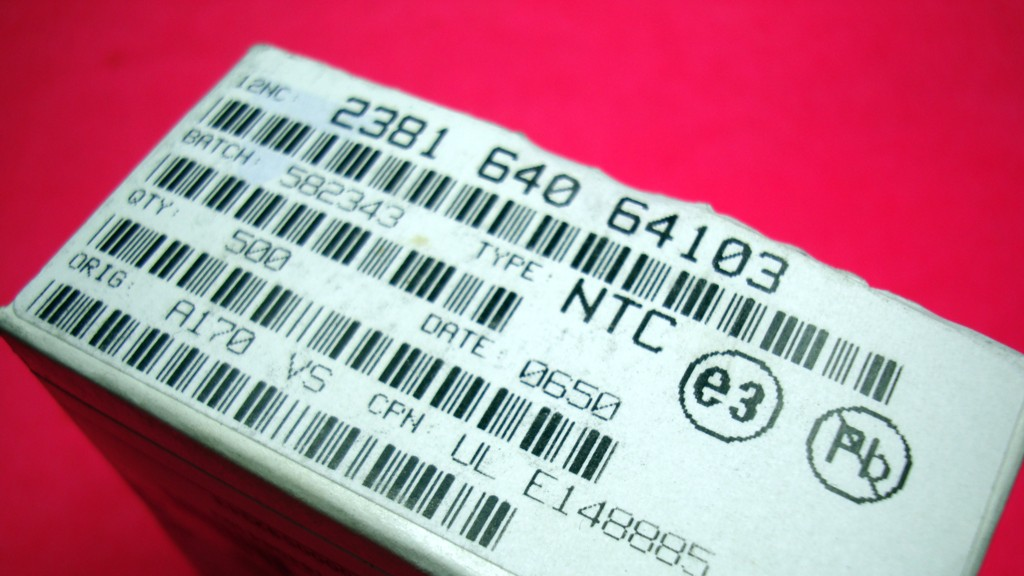 12NC: 2381 640 64103
BATCH: 582343
TYPE: NTC
QTY: 500
DATE: 0650
e3
Pb
ORIG: A170 VS
CPN: UL E148885